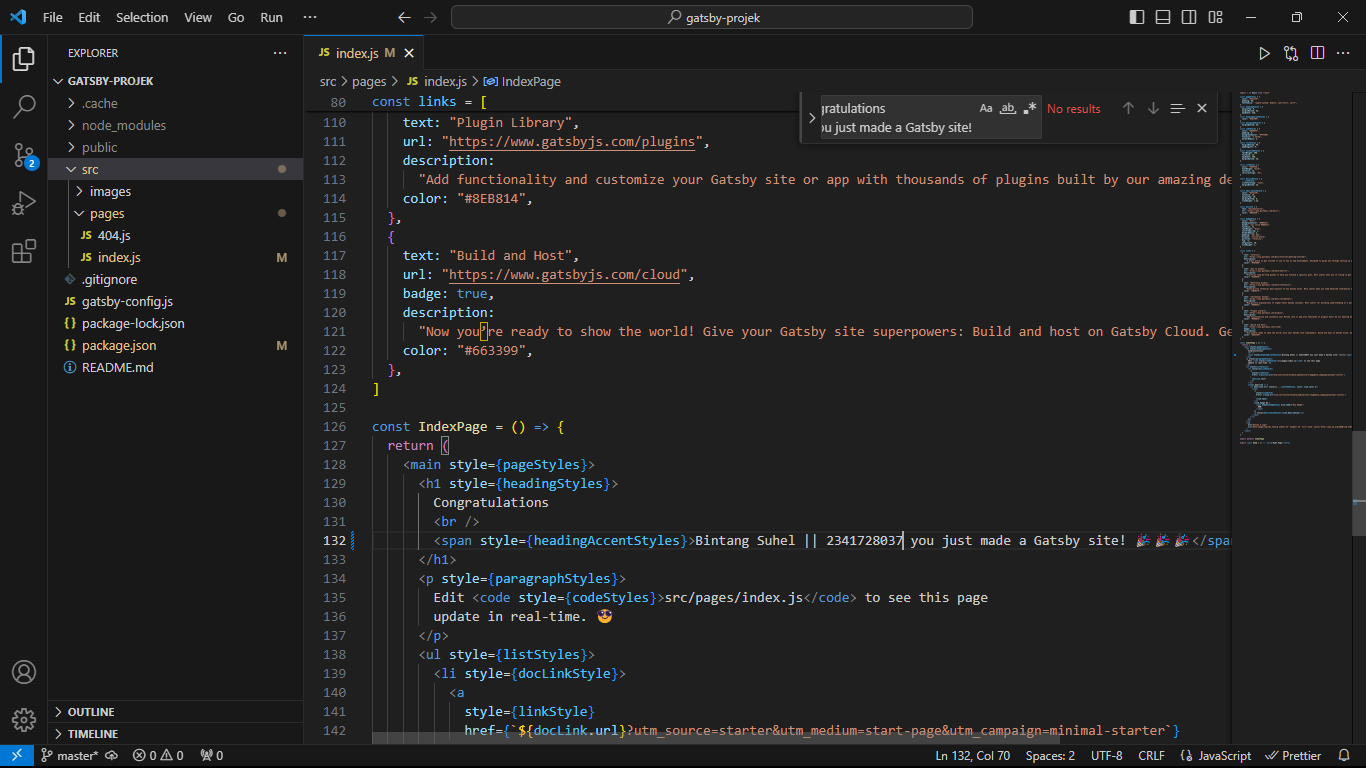 File Edit Selection View Go Run ··· gatsby-projek
EXPLORER ···
GATSBY-PROJEK
.cache
node_modules
public
src
images
pages
JS 404.js
JS index.js M
.gitignore
JS gatsby-config.js
{} package-lock.json
{} package.json M
README.md
OUTLINE
TIMELINE
JS index.js M
src > pages > JS index.js > IndexPage
gratulations Aa ab .* No results
ou just made a Gatsby site!
80 const links = [
110 text: "Plugin Library",
111 url: "https://www.gatsbyjs.com/plugins",
112 description:
113 "Add functionality and customize your Gatsby site or app with thousands of plugins built by our amazing de
114 color: "#8EB814",
115 },
116 {
117 text: "Build and Host",
118 url: "https://www.gatsbyjs.com/cloud",
119 badge: true,
120 description:
121 "Now you’re ready to show the world! Give your Gatsby site superpowers: Build and host on Gatsby Cloud. Ge
122 color: "#663399",
123 },
124 ]
125
126 const IndexPage = () => {
127 return (
128 <main style={pageStyles}>
129 <h1 style={headingStyles}>
130 Congratulations
131 <br />
132 <span style={headingAccentStyles}>Bintang Suhel || 2341728037 you just made a Gatsby site! 🎉🎉🎉</span
133 </h1>
134 <p style={paragraphStyles}>
135 Edit <code style={codeStyles}>src/pages/index.js</code> to see this page
136 update in real-time. 😎
137 </p>
138 <ul style={listStyles}>
139 <li style={docLinkStyle}>
140 <a
141 style={linkStyle}
142 href={`${docLink.url}?utm_source=starter&utm_medium=start-page&utm_campaign=minimal-starter`}
2
master* 0 0 0 Ln 132, Col 70 Spaces: 2 UTF-8 CRLF {} JavaScript Prettier